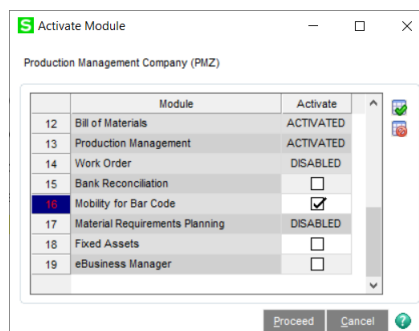 S Activate Module
Production Management Company (PMZ)
Module Activate
12 Bill of Materials ACTIVATED
13 Production Management ACTIVATED
14 Work Order DISABLED
15 Bank Reconciliation
16 Mobility for Bar Code
17 Material Requirements Planning DISABLED
18 Fixed Assets
19 eBusiness Manager
Proceed Cancel ?